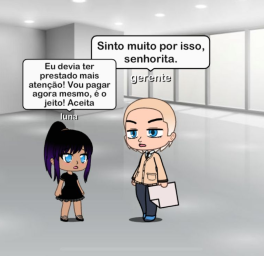 Sinto muito por isso,
senhorita.
gerente
Eu devia ter
prestado mais
atenção! Vou pagar
agora mesmo, é o
jeito! Aceita
luna